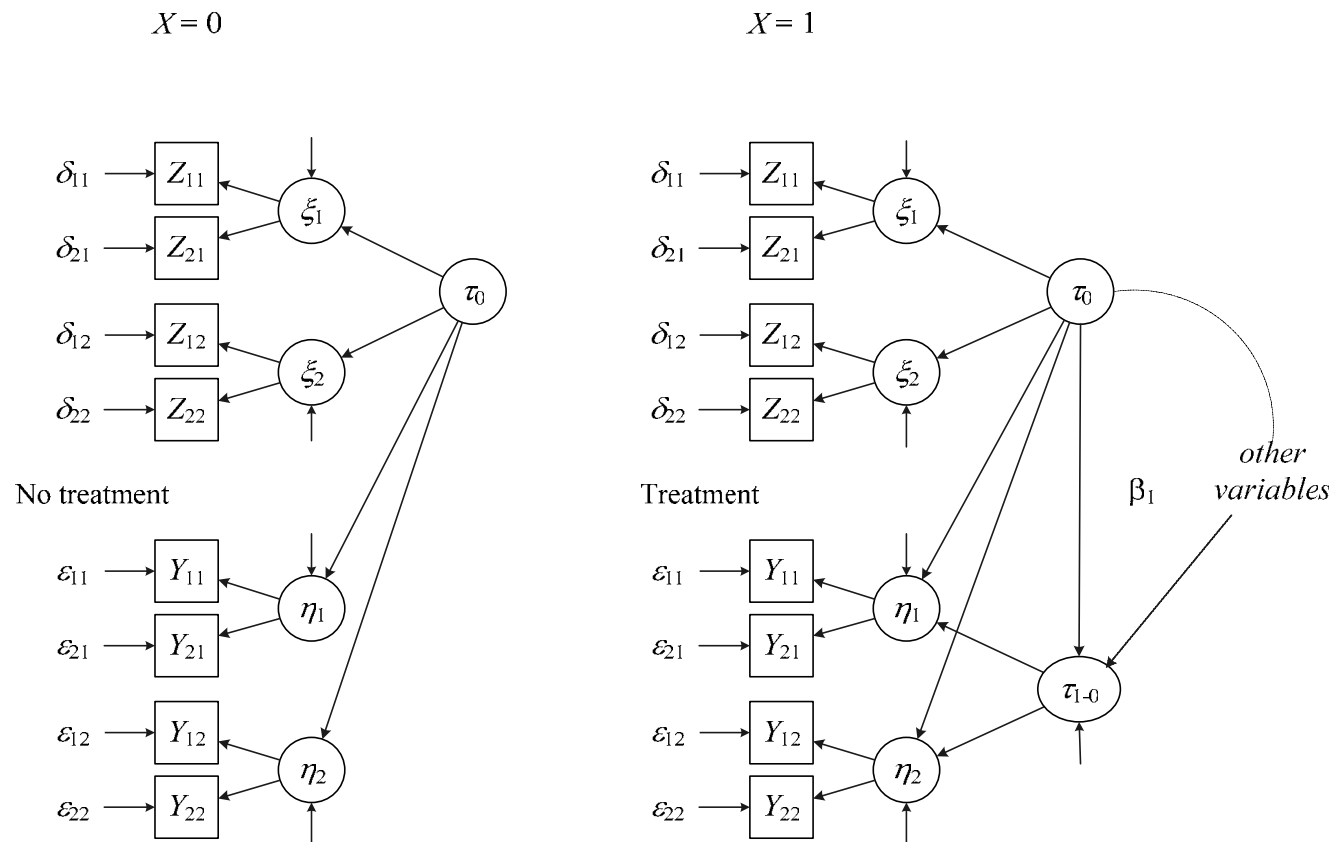 X = 0
δ₁₁ Z₁₁
ξ₁
δ₂₁ Z₂₁
τ₀
δ₁₂ Z₁₂
ξ₂
δ₂₂ Z₂₂
No treatment
ε₁₁ Y₁₁
η₁
ε₂₁ Y₂₁
ε₁₂ Y₁₂
η₂
ε₂₂ Y₂₂
X = 1
δ₁₁ Z₁₁
ξ₁
δ₂₁ Z₂₁
τ₀
δ₁₂ Z₁₂
ξ₂
δ₂₂ Z₂₂
other
variables
β₁
Treatment
ε₁₁ Y₁₁
η₁
ε₂₁ Y₂₁
τ₁₋₀
ε₁₂ Y₁₂
η₂
ε₂₂ Y₂₂